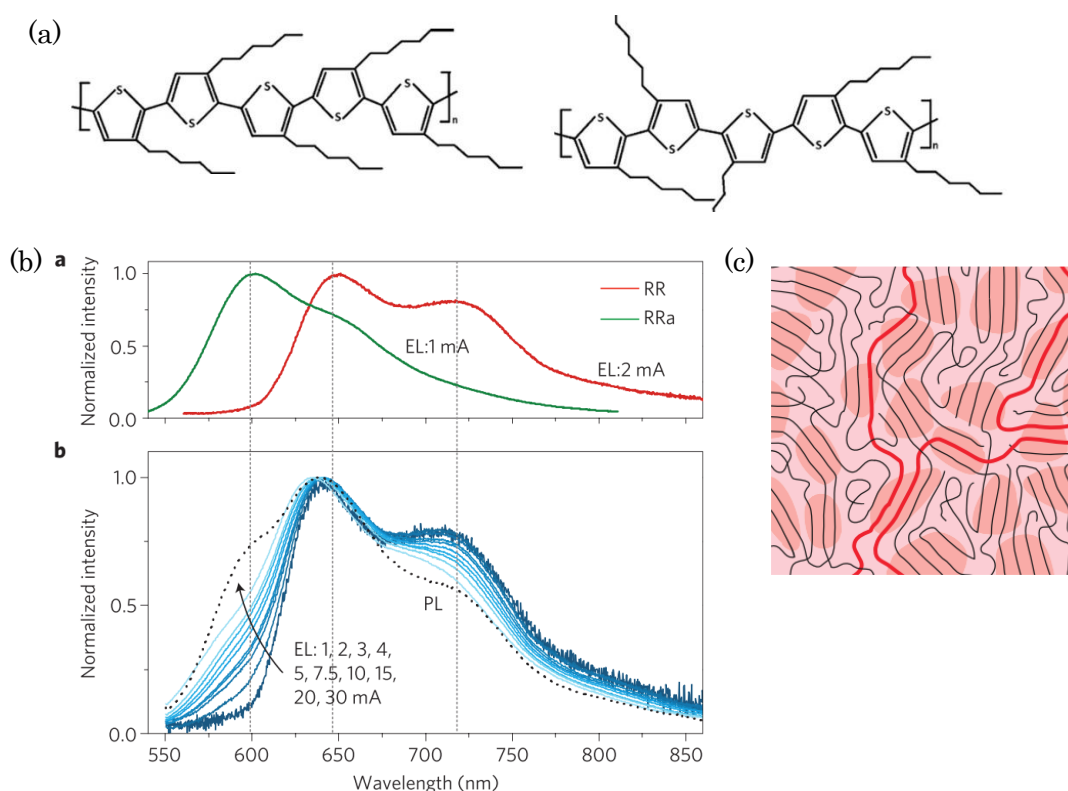 (a)
S
S
S
S
S
n
S
S
S
S
S
n
(b)
a
Normalized intensity
1.0
0.5
0.0
RR
RRa
EL:1 mA
EL:2 mA
b
Normalized intensity
1.0
0.5
0.0
PL
EL: 1, 2, 3, 4,
5, 7.5, 10, 15,
20, 30 mA
550 600 650 700 750 800 850
Wavelength (nm)
(c)